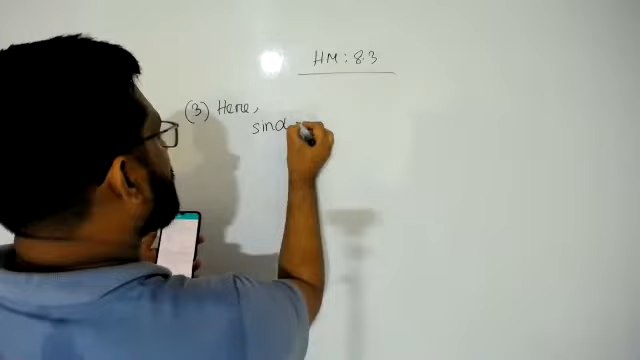 HM : 8.3
(3) Here,
sinα